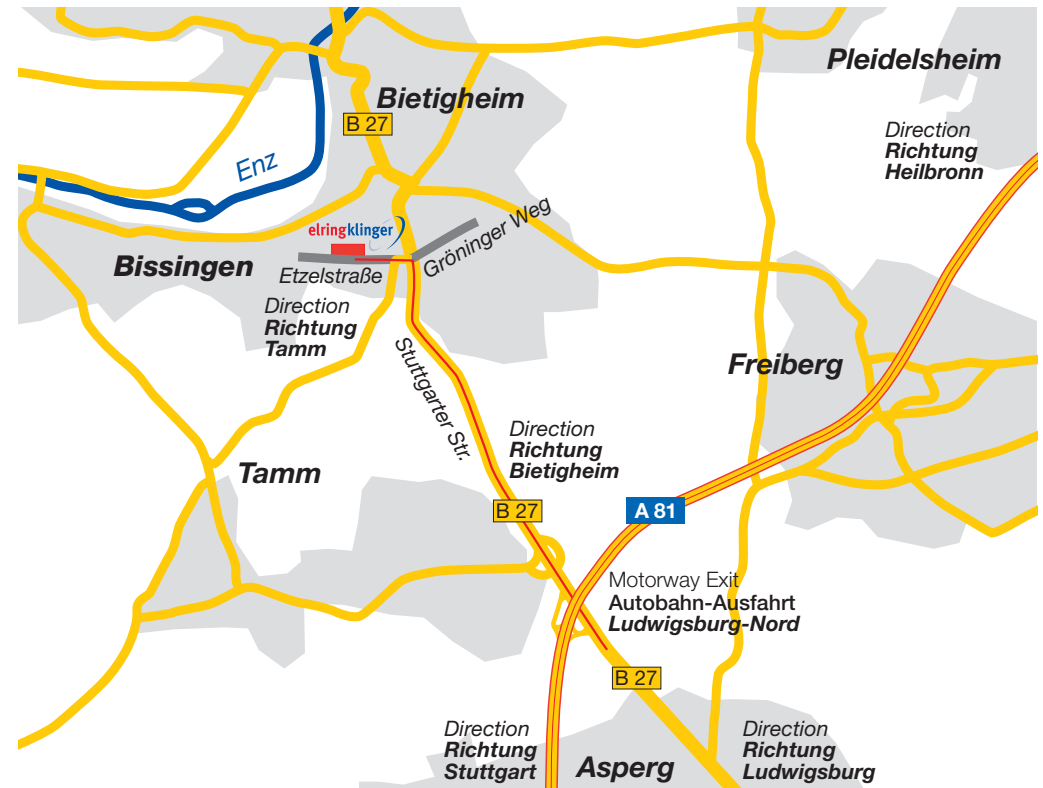 Pleidelsheim
Bietigheim
B 27
Direction
Richtung
Heilbronn
Enz
elringklinger
Gröninger Weg
Bissingen
Etzelstraße
Direction
Richtung
Tamm
Stuttgarter Str.
Freiberg
Direction
Richtung
Bietigheim
Tamm
B 27
A 81
Motorway Exit
Autobahn-Ausfahrt
Ludwigsburg-Nord
B 27
Direction
Richtung
Stuttgart
Asperg
Direction
Richtung
Ludwigsburg